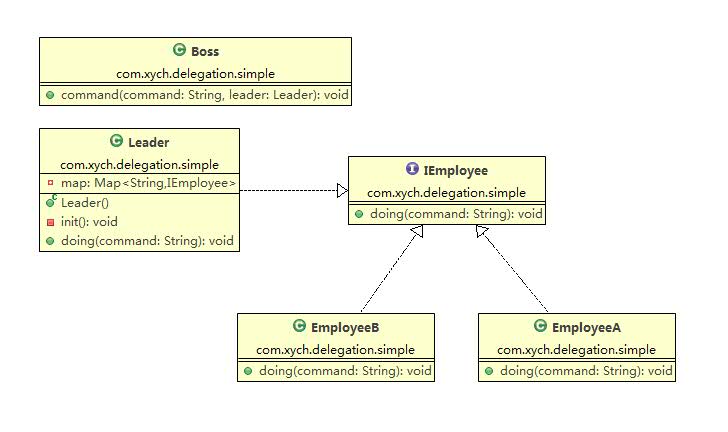 Boss
com.xych.delegation.simple
command(command: String, leader: Leader): void
Leader
com.xych.delegation.simple
map: Map<String,IEmployee>
Leader()
init(): void
doing(command: String): void
IEmployee
com.xych.delegation.simple
doing(command: String): void
EmployeeB
com.xych.delegation.simple
doing(command: String): void
EmployeeA
com.xych.delegation.simple
doing(command: String): void